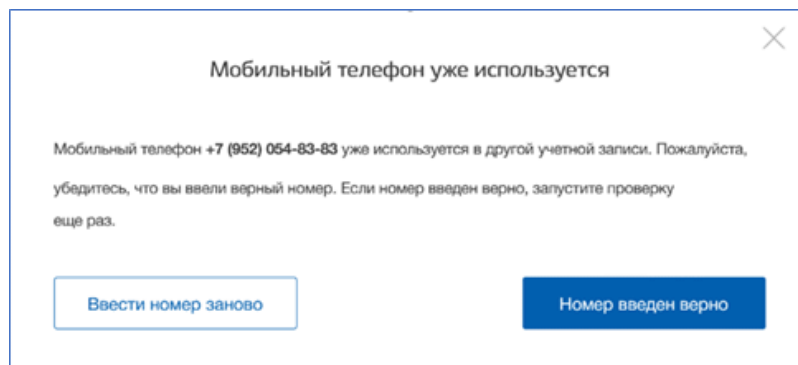 Мобильный телефон уже используется
Мобильный телефон +7 (952) 054-83-83 уже используется в другой учетной записи. Пожалуйста,
убедитесь, что вы ввели верный номер. Если номер введен верно, запустите проверку
еще раз.
Ввести номер заново
Номер введен верно